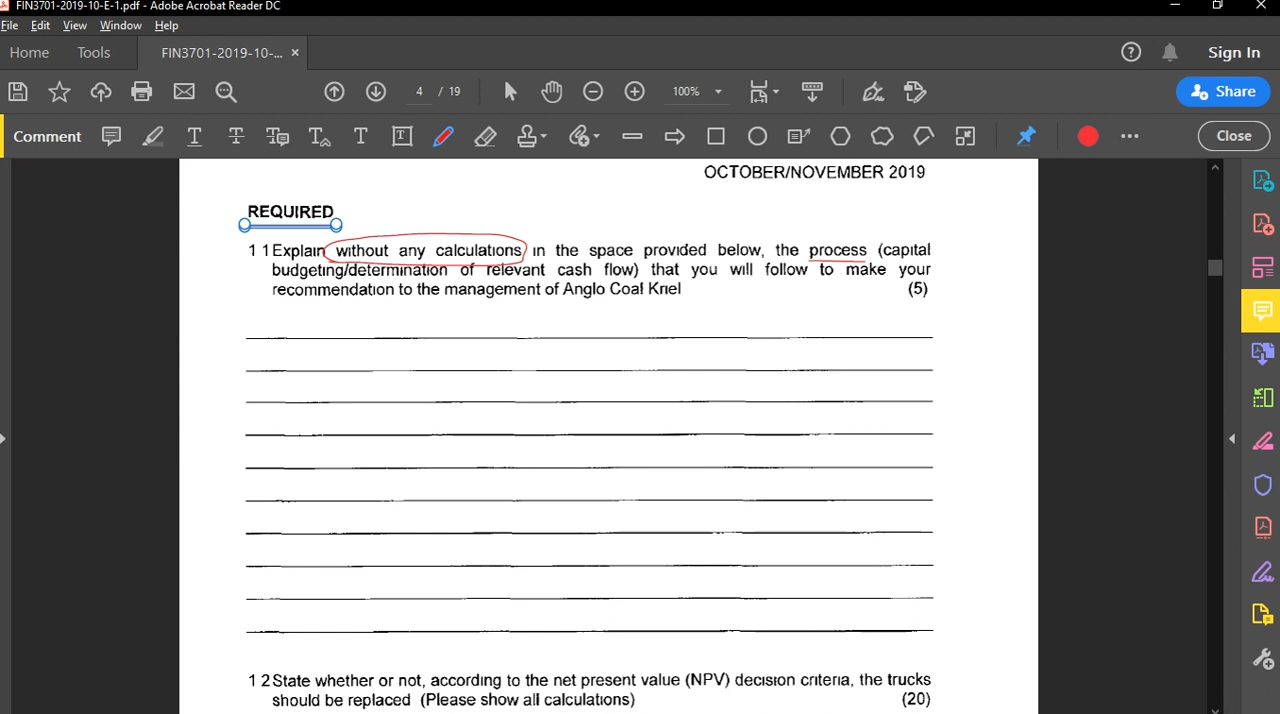 FIN3701-2019-10-E-1.pdf - Adobe Acrobat Reader DC
File Edit View Window Help
Home Tools FIN3701-2019-10-... × Sign In
4 / 19 100% Share
Comment Close
OCTOBER/NOVEMBER 2019
REQUIRED
1 1 Explain without any calculations in the space provided below, the process (capital
budgeting/determination of relevant cash flow) that you will follow to make your
recommendation to the management of Anglo Coal Kriel (5)
1 2 State whether or not, according to the net present value (NPV) decision criteria, the trucks
should be replaced (Please show all calculations) (20)